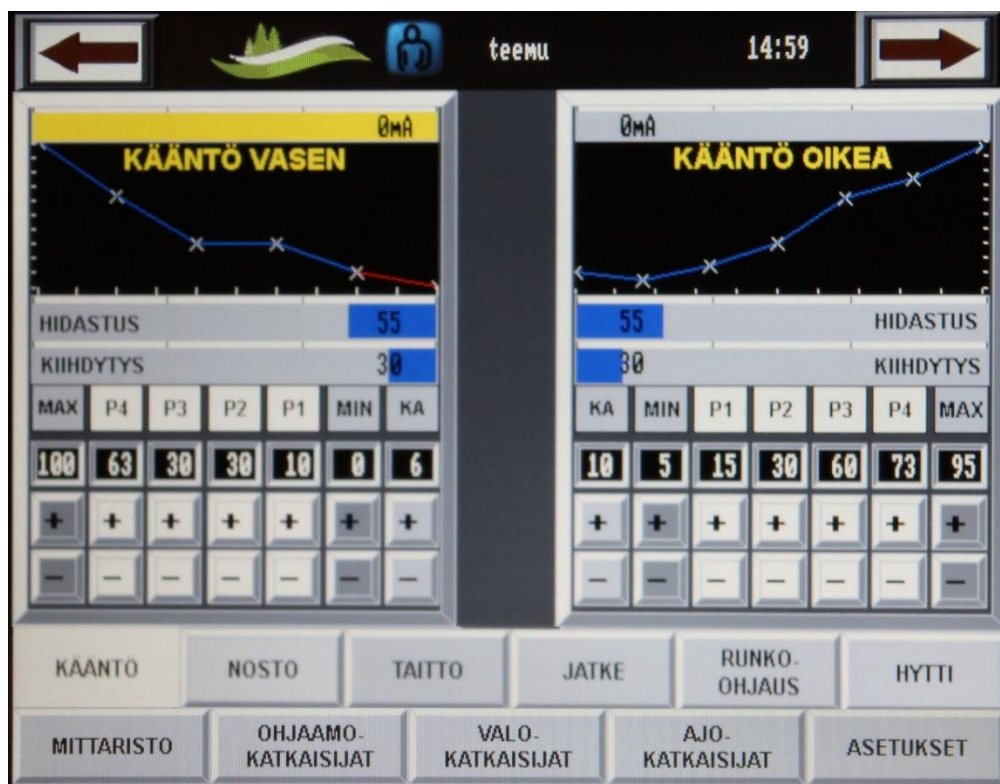 teemu 14:59
0mA
KÄÄNTÖ VASEN
HIDASTUS 55
KIIHDYTYS 30
MAX P4 P3 P2 P1 MIN KA
100 63 30 30 10 0 6
+ + + + + + +
− − − − − − −
0mA
KÄÄNTÖ OIKEA
55 HIDASTUS
30 KIIHDYTYS
KA MIN P1 P2 P3 P4 MAX
10 5 15 30 60 73 95
+ + + + + + +
− − − − − − −
KÄÄNTÖ NOSTO TAITTO JATKE RUNKO-
OHJAUS HYTTI
MITTARISTO OHJAAMO-
KATKAISIJAT VALO-
KATKAISIJAT AJO-
KATKAISIJAT ASETUKSET